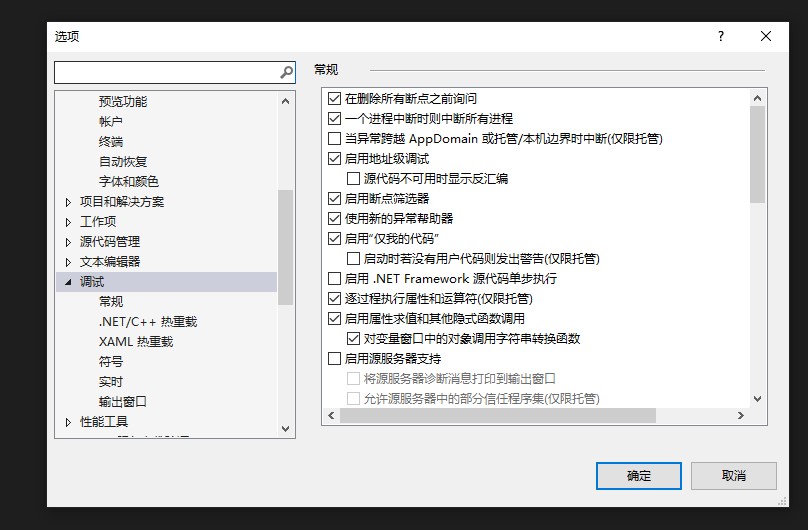 选项
?
预览功能
帐户
终端
自动恢复
字体和颜色
项目和解决方案
工作项
源代码管理
文本编辑器
调试
常规
.NET/C++ 热重载
XAML 热重载
符号
实时
输出窗口
性能工具
常规
在删除所有断点之前询问
一个进程中断时则中断所有进程
当异常跨越 AppDomain 或托管/本机边界时中断(仅限托管)
启用地址级调试
源代码不可用时显示反汇编
启用断点筛选器
使用新的异常帮助器
启用“仅我的代码”
启动时若没有用户代码则发出警告(仅限托管)
启用 .NET Framework 源代码单步执行
逐过程执行属性和运算符(仅限托管)
启用属性求值和其他隐式函数调用
对变量窗口中的对象调用字符串转换函数
启用源服务器支持
将源服务器诊断消息打印到输出窗口
允许源服务器中的部分信任程序集(仅限托管)
确定
取消